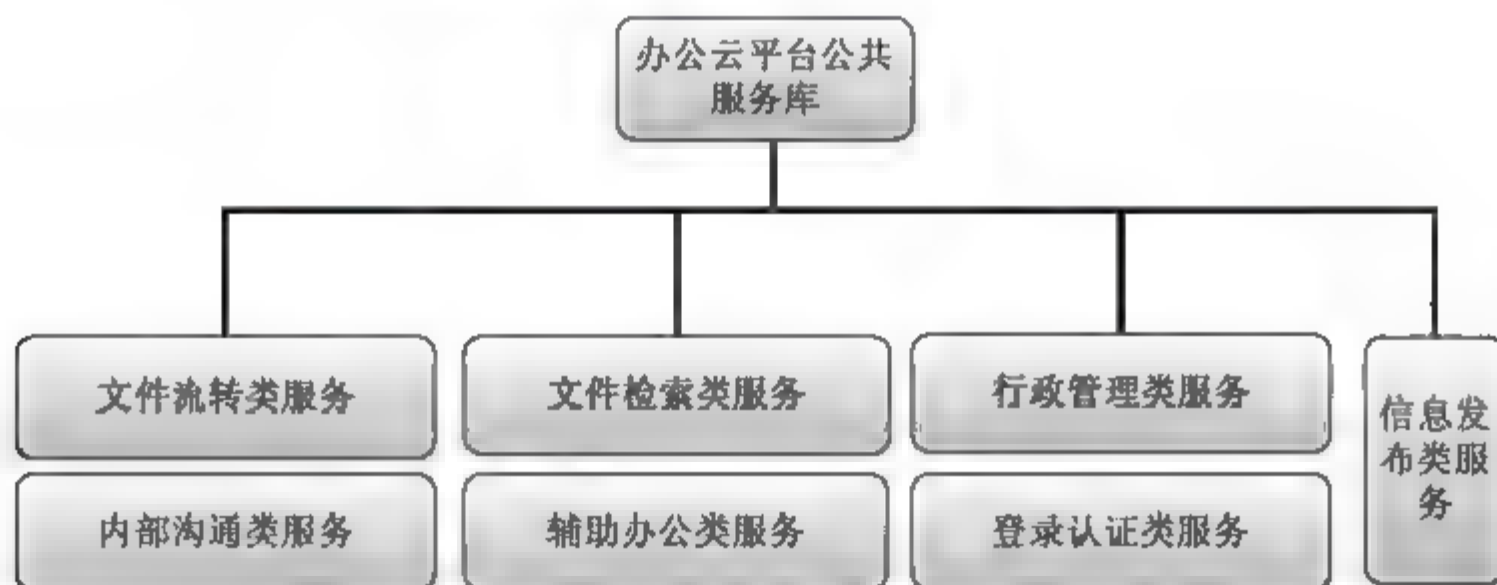 办公云平台公共
服务库
文件流转类服务
文件检索类服务
行政管理类服务
信息发
布类服
务
内部沟通类服务
辅助办公类服务
登录认证类服务